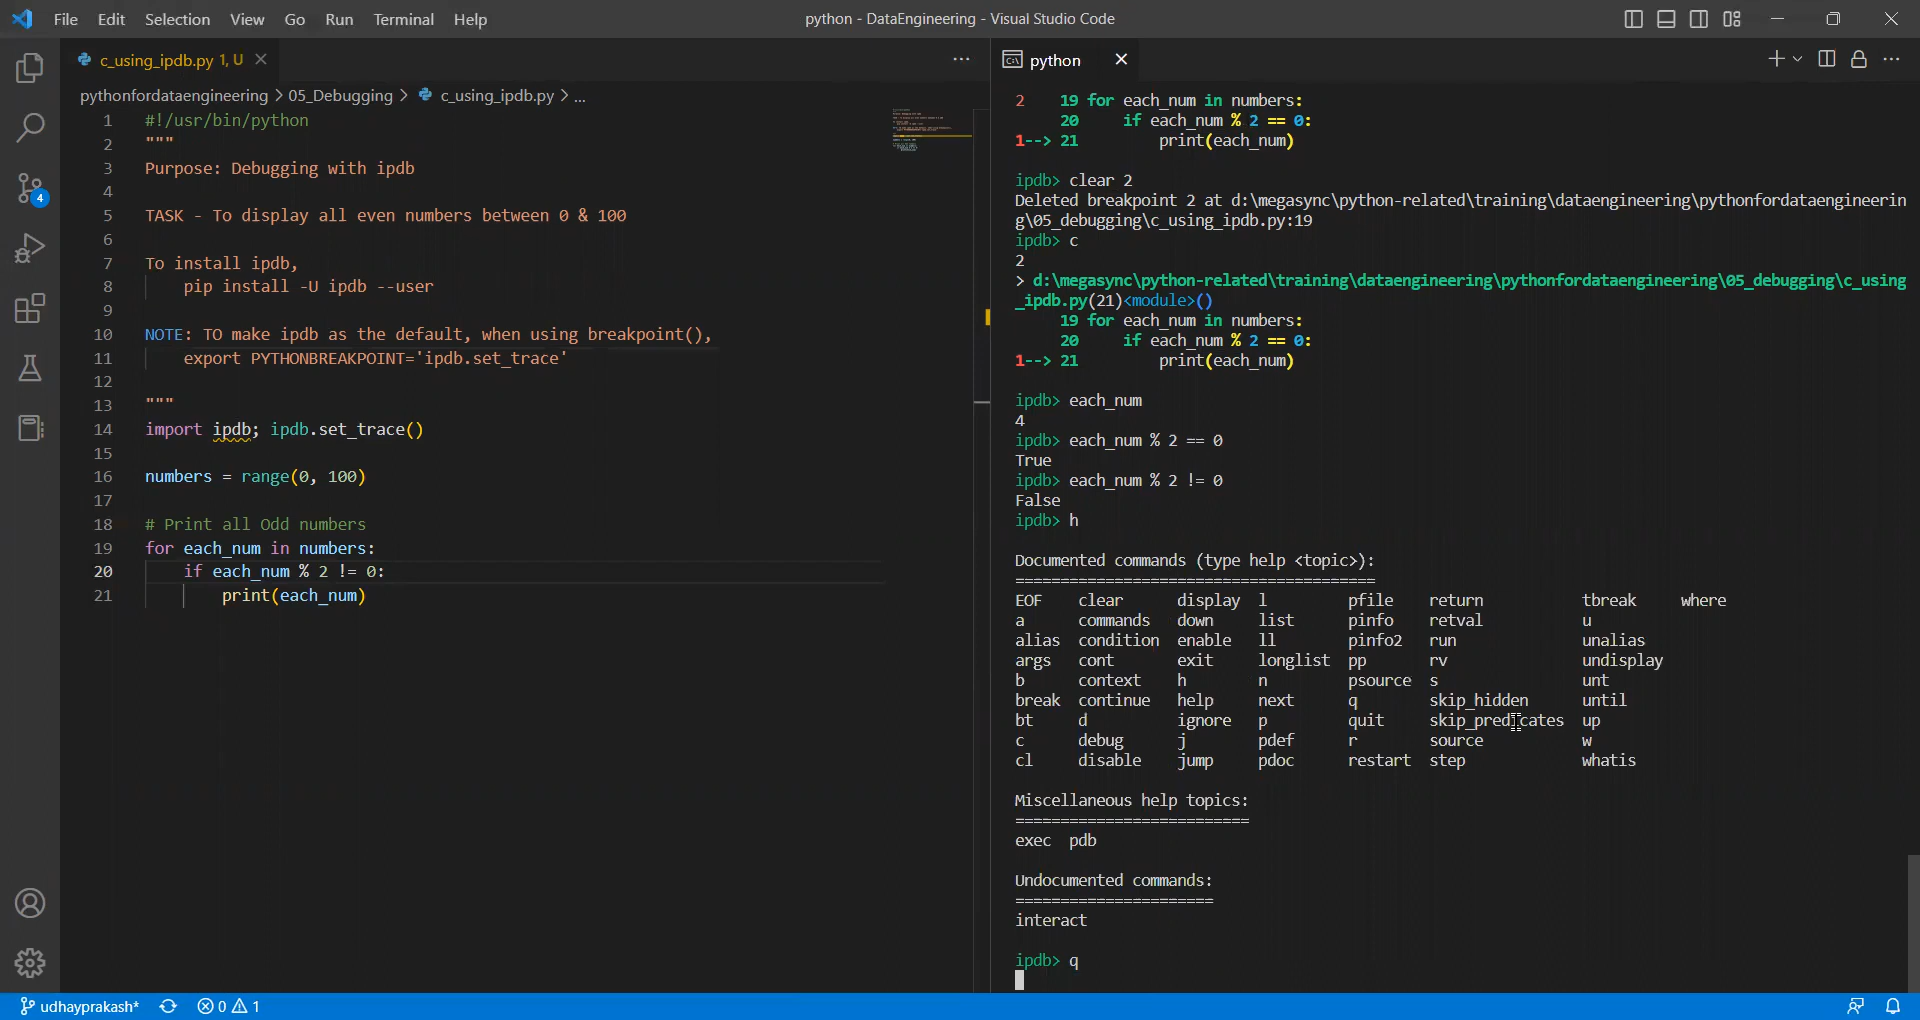 File Edit Selection View Go Run Terminal Help
python - DataEngineering - Visual Studio Code
c_using_ipdb.py 1, U
pythonfordataengineering > 05_Debugging > c_using_ipdb.py > ...
1 #!/usr/bin/python
2 """
3 Purpose: Debugging with ipdb
4
5 TASK - To display all even numbers between 0 & 100
6
7 To install ipdb,
8 pip install -U ipdb --user
9
10 NOTE: TO make ipdb as the default, when using breakpoint(),
11 export PYTHONBREAKPOINT='ipdb.set_trace'
12
13 """
14 import ipdb; ipdb.set_trace()
15
16 numbers = range(0, 100)
17
18 # Print all Odd numbers
19 for each_num in numbers:
20 if each_num % 2 != 0:
21 print(each_num)
4
udhayprakash* 0 1
python
2 19 for each_num in numbers:
20 if each_num % 2 == 0:
1--> 21 print(each_num)
ipdb> clear 2
Deleted breakpoint 2 at d:\megasync\python-related\training\dataengineering\pythonfordataengineerin
g\05_debugging\c_using_ipdb.py:19
ipdb> c
2
> d:\megasync\python-related\training\dataengineering\pythonfordataengineering\05_debugging\c_using
_ipdb.py(21)<module>()
19 for each_num in numbers:
20 if each_num % 2 == 0:
1--> 21 print(each_num)
ipdb> each_num
4
ipdb> each_num % 2 == 0
True
ipdb> each_num % 2 != 0
False
ipdb> h
Documented commands (type help <topic>):
========================================
EOF clear display l pfile return tbreak where
a commands down list pinfo retval u
alias condition enable ll pinfo2 run unalias
args cont exit longlist pp rv undisplay
b context h n psource s unt
break continue help next q skip_hidden until
bt d ignore p quit skip_predicates up
c debug j pdef r source w
cl disable jump pdoc restart step whatis
Miscellaneous help topics:
==========================
exec pdb
Undocumented commands:
======================
interact
ipdb> q